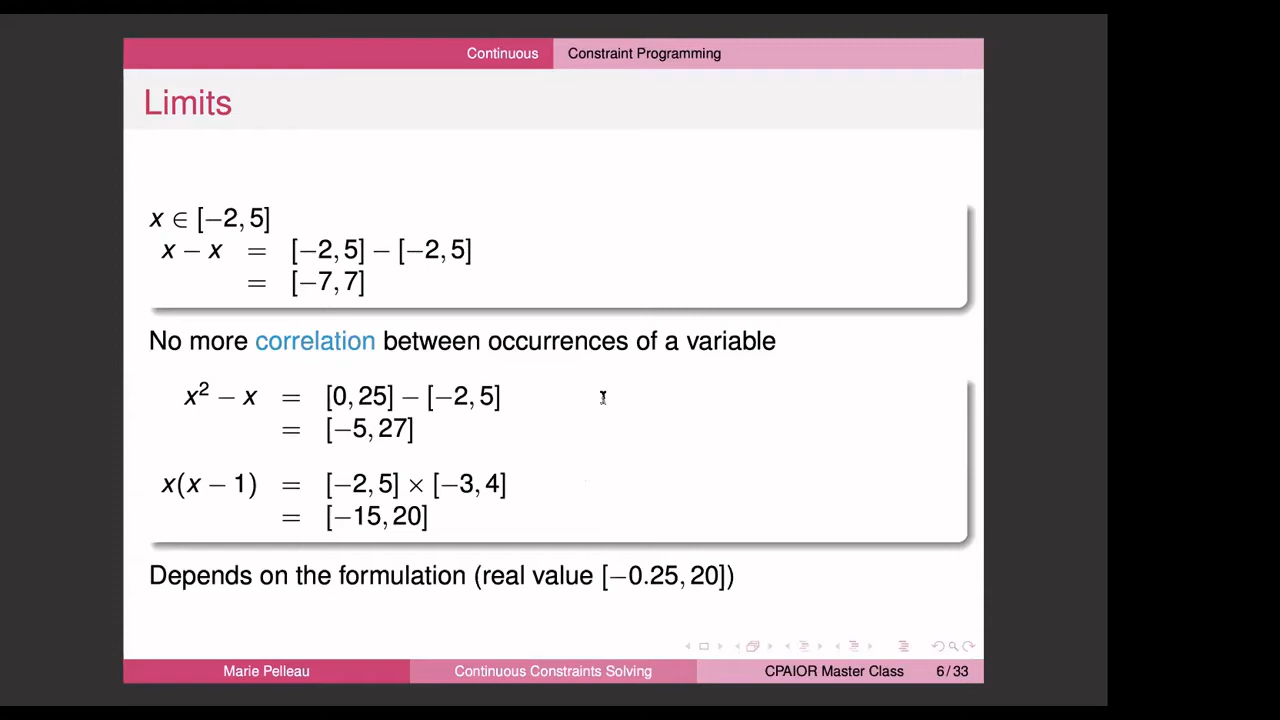 Continuous Constraint Programming
Limits
x ∈ [−2, 5]
x − x = [−2, 5] − [−2, 5]
= [−7, 7]
No more correlation between occurrences of a variable
x² − x = [0, 25] − [−2, 5]
= [−5, 27]
x(x − 1) = [−2, 5] × [−3, 4]
= [−15, 20]
Depends on the formulation (real value [−0.25, 20])
Marie Pelleau Continuous Constraints Solving CPAIOR Master Class 6/33